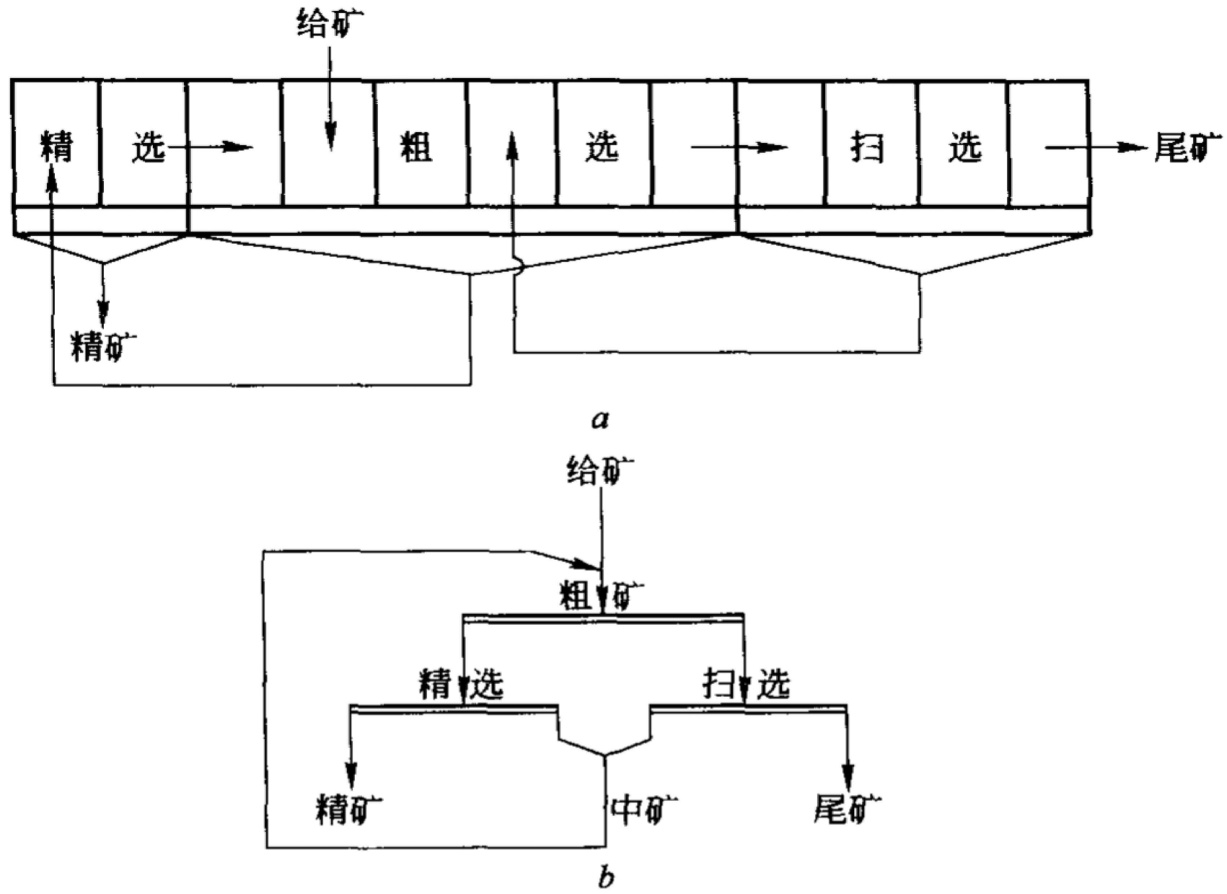 给矿
精 选 粗 选 扫 选 尾矿
精矿
a
给矿
粗 矿
精 选 扫 选
精矿 中矿 尾矿
b